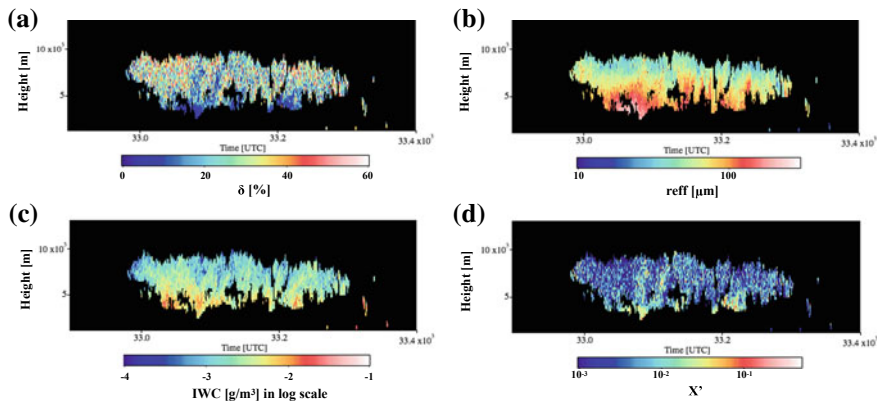 (a)
Height [m]
10 x10³
5
33.0
33.2
33.4 x10³
Time [UTC]
0
20
40
60
δ [%]
(b)
Height [m]
10 x10³
5
33.0
33.2
33.4 x10³
Time [UTC]
10
100
reff [μm]
(c)
Height [m]
10 x10³
5
33.0
33.2
33.4 x10³
Time [UTC]
-4
-3
-2
-1
IWC [g/m³] in log scale
(d)
Height [m]
10 x10³
5
33.0
33.2
33.4 x10³
Time [UTC]
10⁻³
10⁻²
10⁻¹
X'